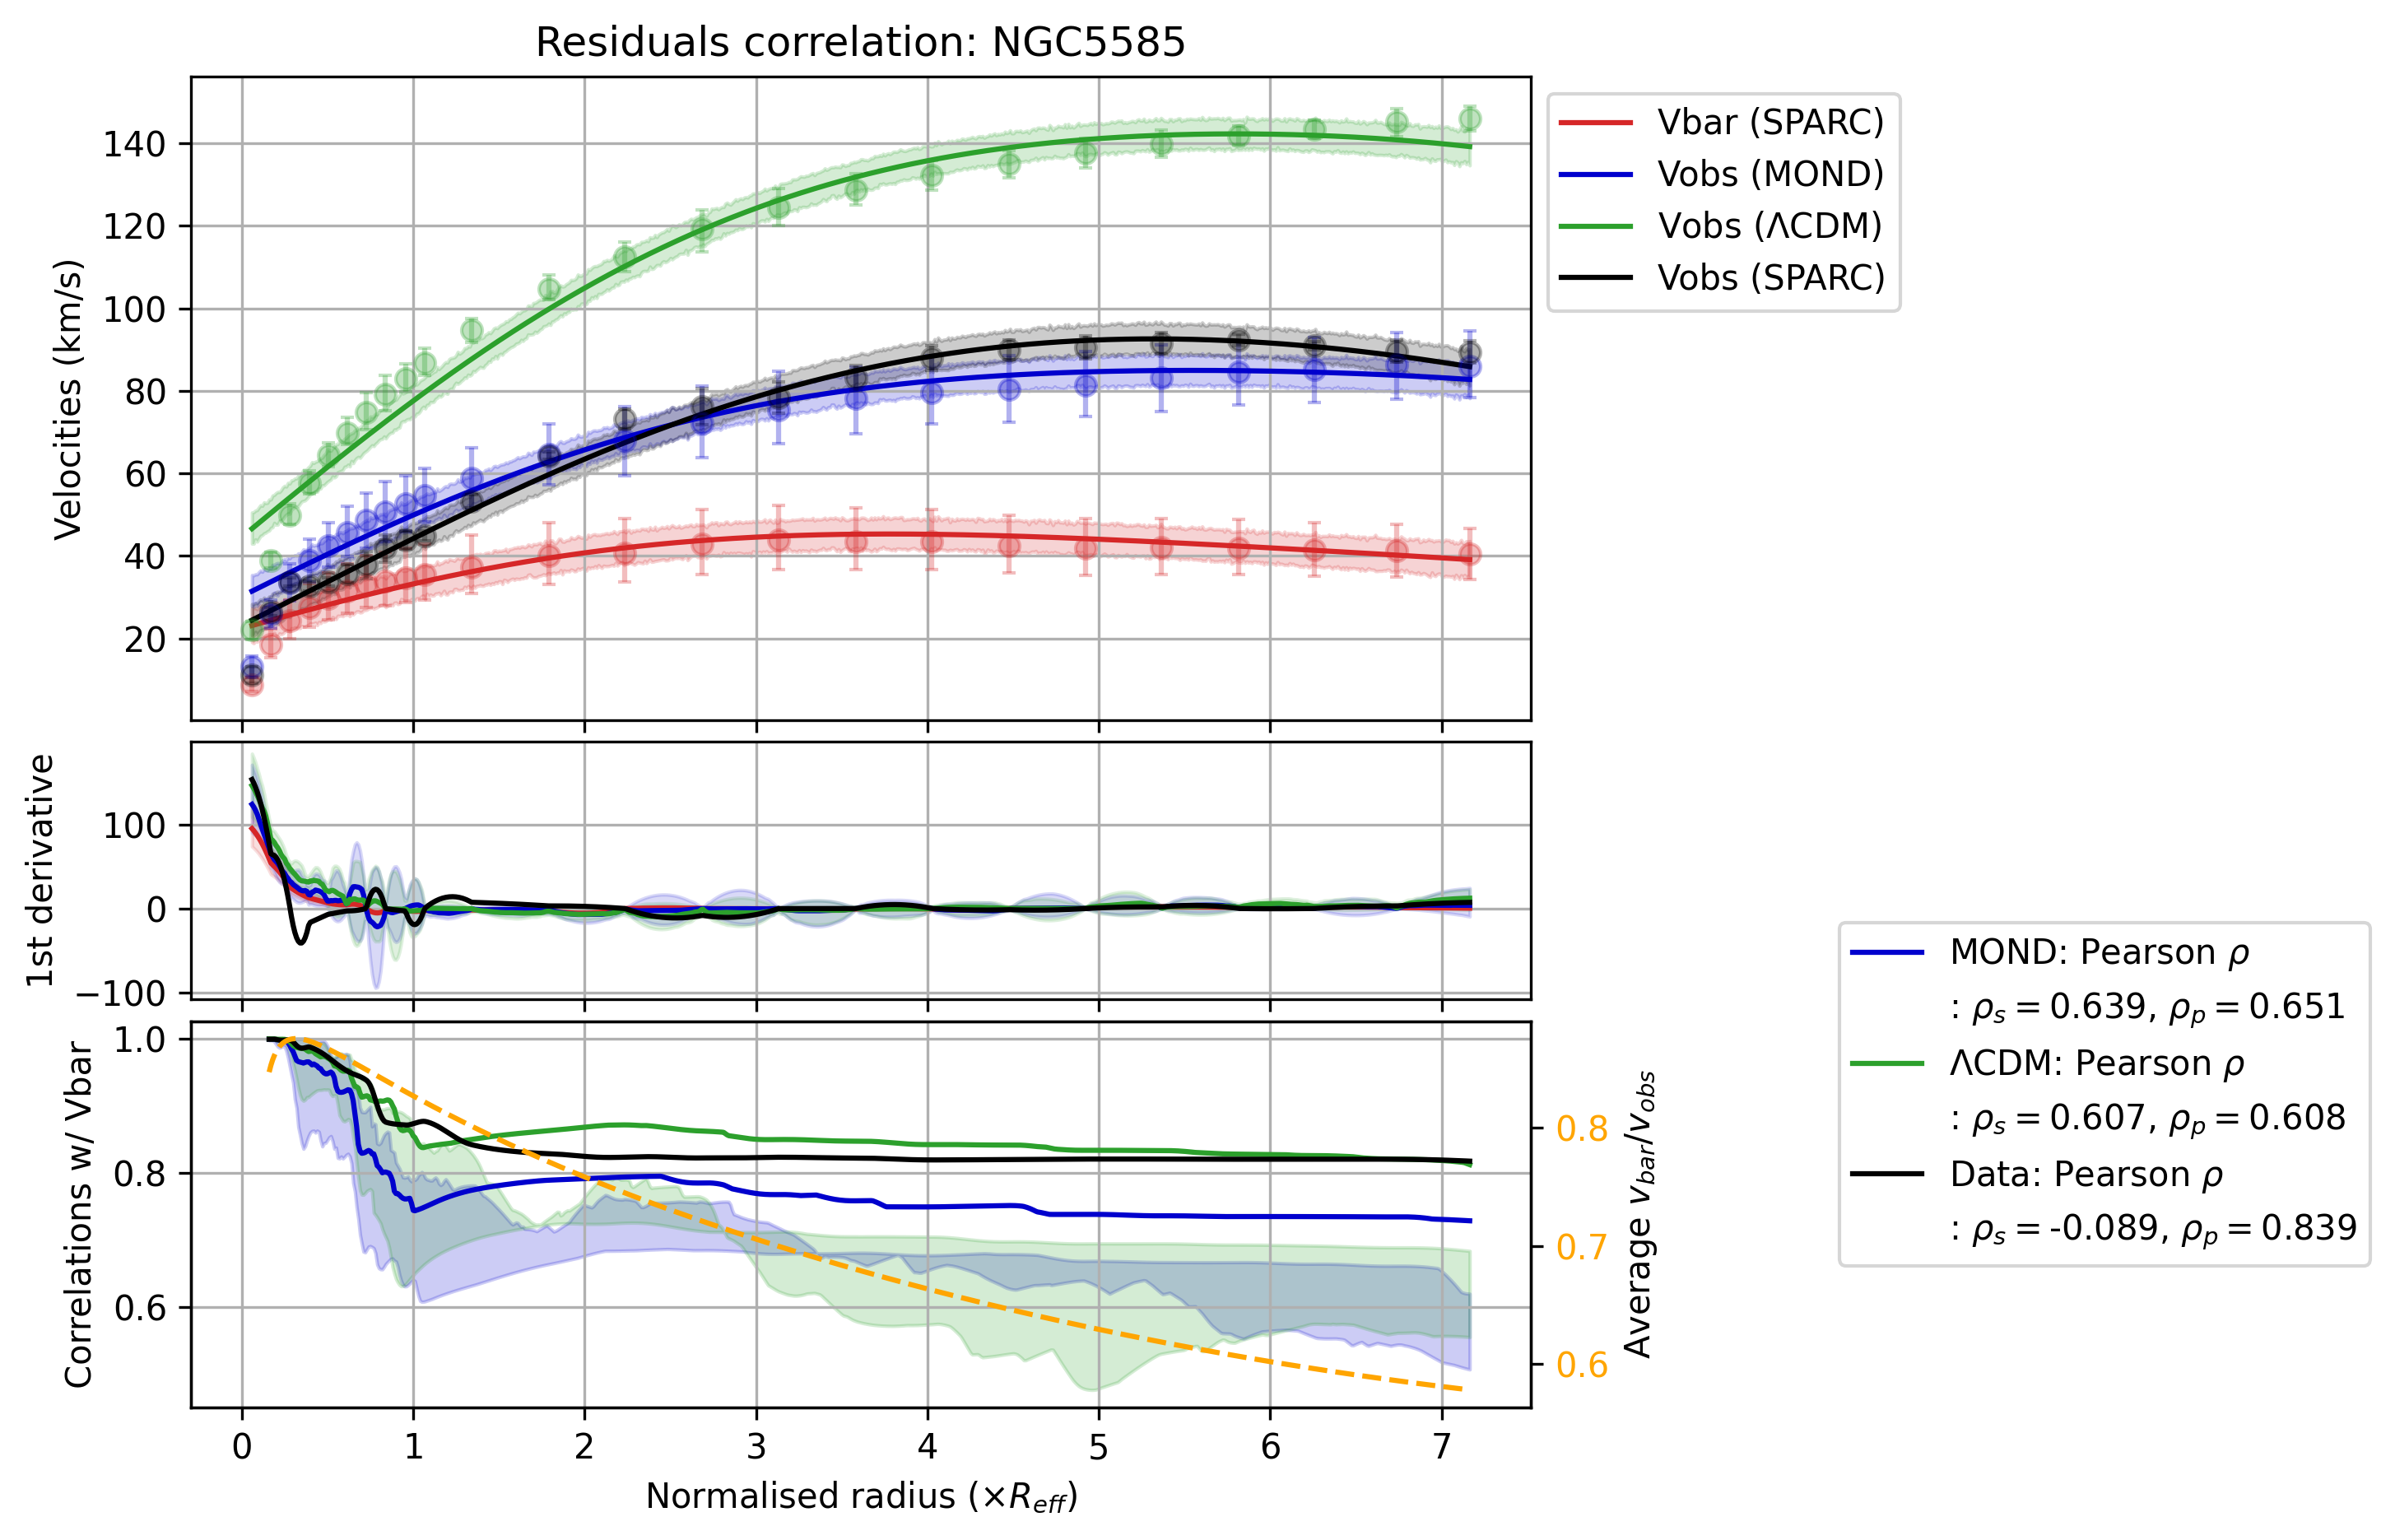 Residuals correlation: NGC5585
Velocities (km/s)
140
120
100
80
60
40
20
Vbar (SPARC)
Vobs (MOND)
Vobs (ΛCDM)
Vobs (SPARC)
1st derivative
100
0
−100
Correlations w/ Vbar
1.0
0.8
0.6
0.8
0.7
0.6
Average v_bar/v_obs
MOND: Pearson ρ
: ρ_s = 0.639, ρ_p = 0.651
ΛCDM: Pearson ρ
: ρ_s = 0.607, ρ_p = 0.608
Data: Pearson ρ
: ρ_s = -0.089, ρ_p = 0.839
0 1 2 3 4 5 6 7
Normalised radius (×R_eff)